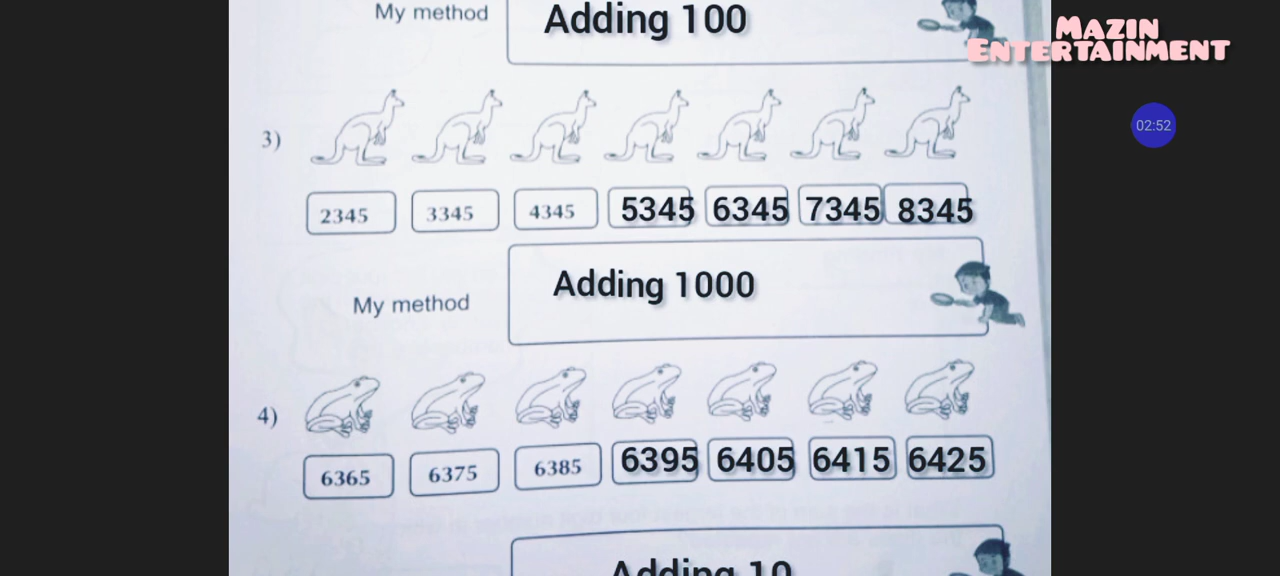 My method Adding 100
MAZIN
ENTERTAINMENT
02:52
3)
2345 3345 4345 5345 6345 7345 8345
My method Adding 1000
4)
6365 6375 6385 6395 6405 6415 6425
Adding 10